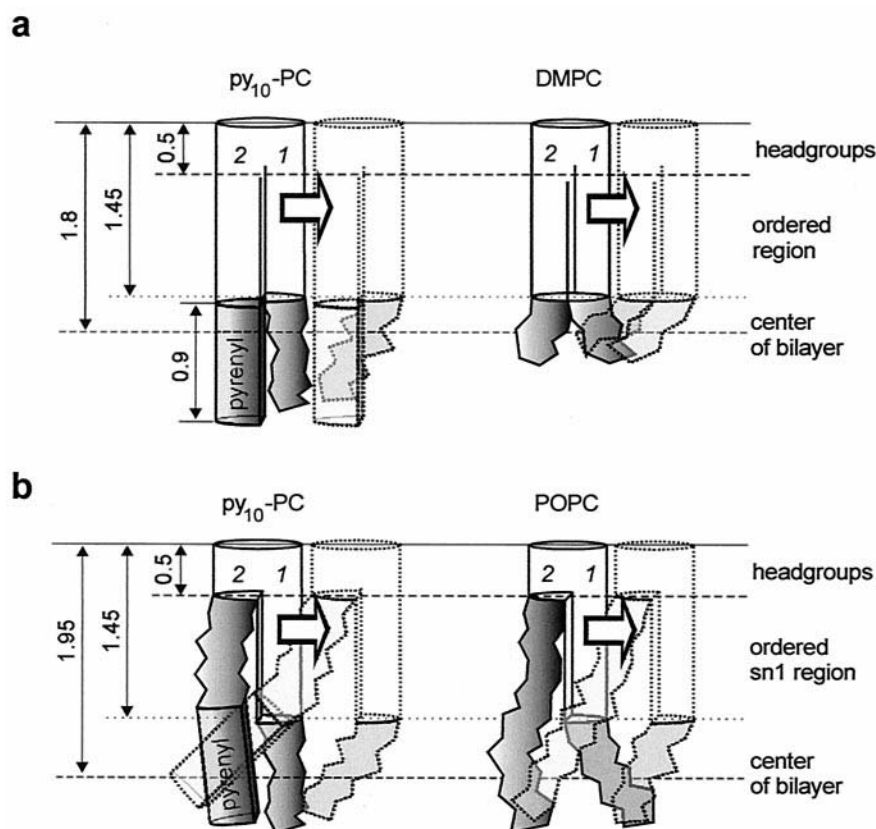 a
py10-PC DMPC
1.8
1.45
0.5
2 1
2 1
headgroups
ordered
region
center
of bilayer
0.9
pyrenyl
b
py10-PC POPC
1.95
1.45
0.5
2 1
2 1
headgroups
ordered
sn1 region
center
of bilayer
pyrenyl